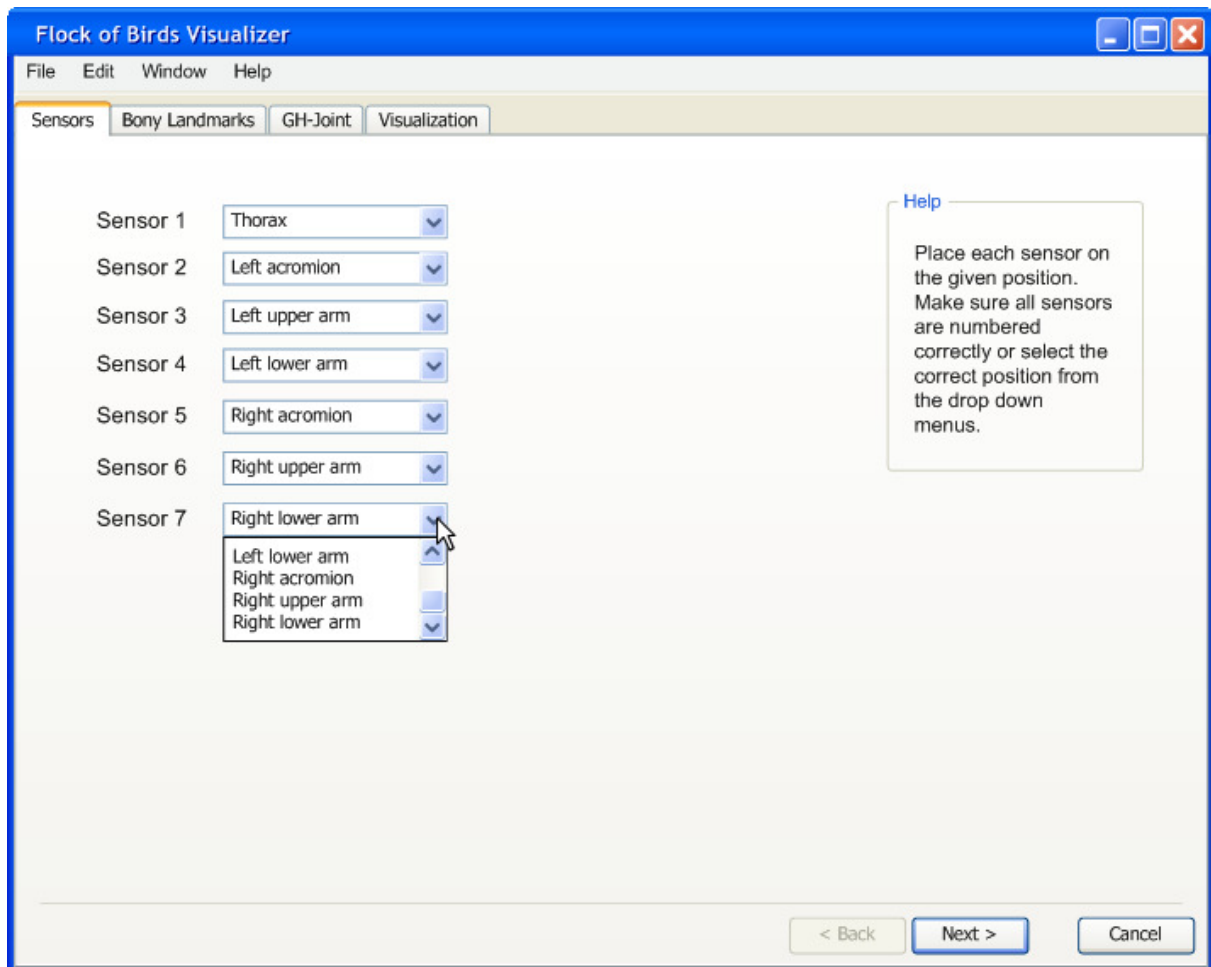 Flock of Birds Visualizer
File Edit Window Help
Sensors Bony Landmarks GH-Joint Visualization
Sensor 1 Thorax
Sensor 2 Left acromion
Sensor 3 Left upper arm
Sensor 4 Left lower arm
Sensor 5 Right acromion
Sensor 6 Right upper arm
Sensor 7 Right lower arm
Left lower arm
Right acromion
Right upper arm
Right lower arm
Help
Place each sensor on
the given position.
Make sure all sensors
are numbered
correctly or select the
correct position from
the drop down
menus.
< Back Next > Cancel